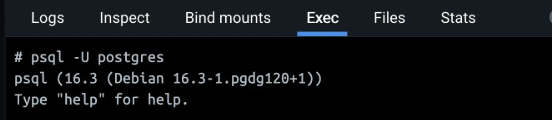 Logs Inspect Bind mounts Exec Files Stats
# psql -U postgres
psql (16.3 (Debian 16.3-1.pgdg120+1))
Type "help" for help.